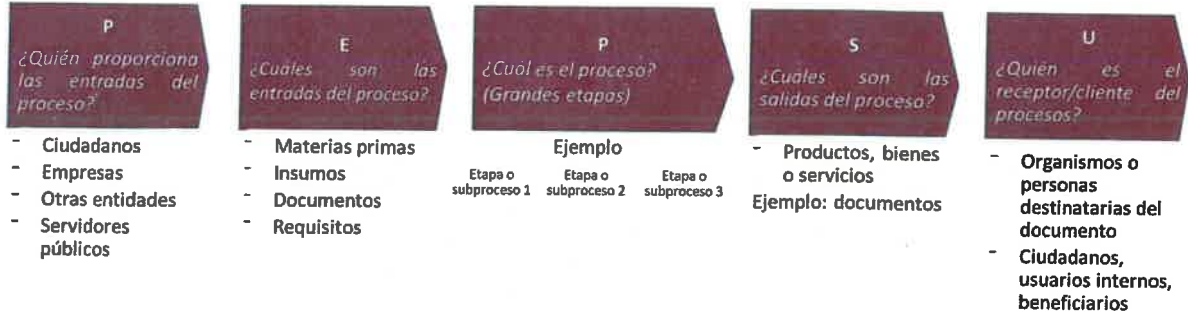 P
¿Quién proporciona
las entradas del
proceso?
- Ciudadanos
- Empresas
- Otras entidades
- Servidores
públicos
E
¿Cuáles son las
entradas del proceso?
- Materias primas
- Insumos
- Documentos
- Requisitos
P
¿Cuál es el proceso?
(Grandes etapas)
Ejemplo
Etapa o
subproceso 1
Etapa o
subproceso 2
Etapa o
subproceso 3
S
¿Cuáles son las
salidas del proceso?
- Productos, bienes
o servicios
Ejemplo: documentos
U
¿Quién es el
receptor/cliente del
procesos?
- Organismos o
personas
destinatarias del
documento
- Ciudadanos,
usuarios internos,
beneficiarios